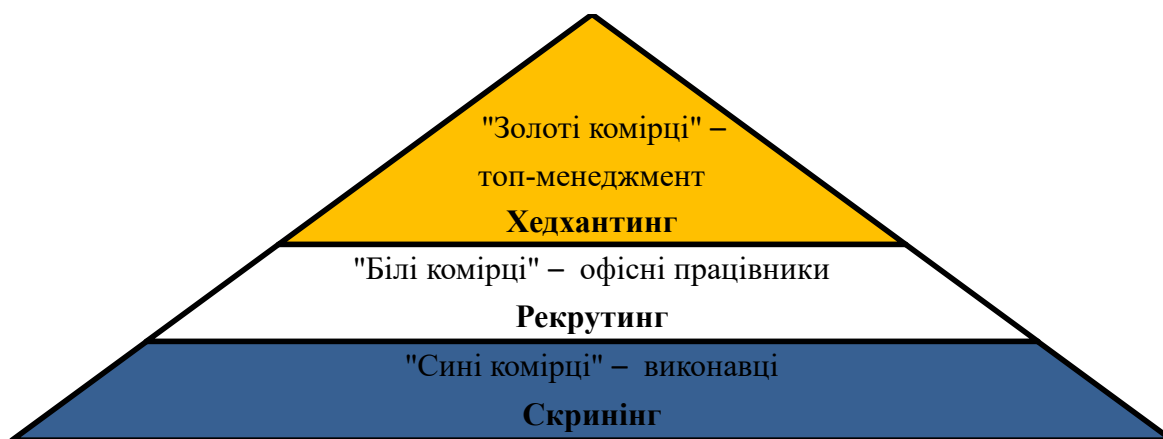 "Золоті комірці" –
топ-менеджмент
Хедхантинг
"Білі комірці" – офісні працівники
Рекрутинг
"Сині комірці" – виконавці
Скринінг